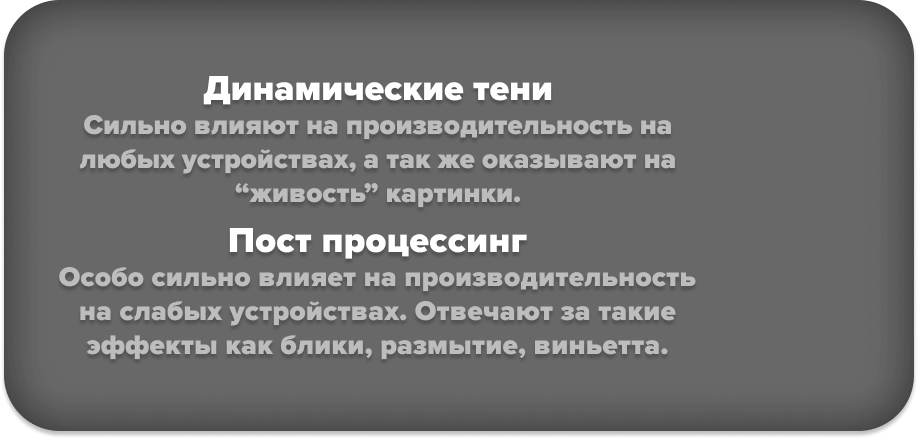 Динамические тени
Сильно влияют на производительность на
любых устройствах, а так же оказывают на
“живость” картинки.
Пост процессинг
Особо сильно влияет на производительность
на слабых устройствах. Отвечают за такие
эффекты как блики, размытие, виньетта.